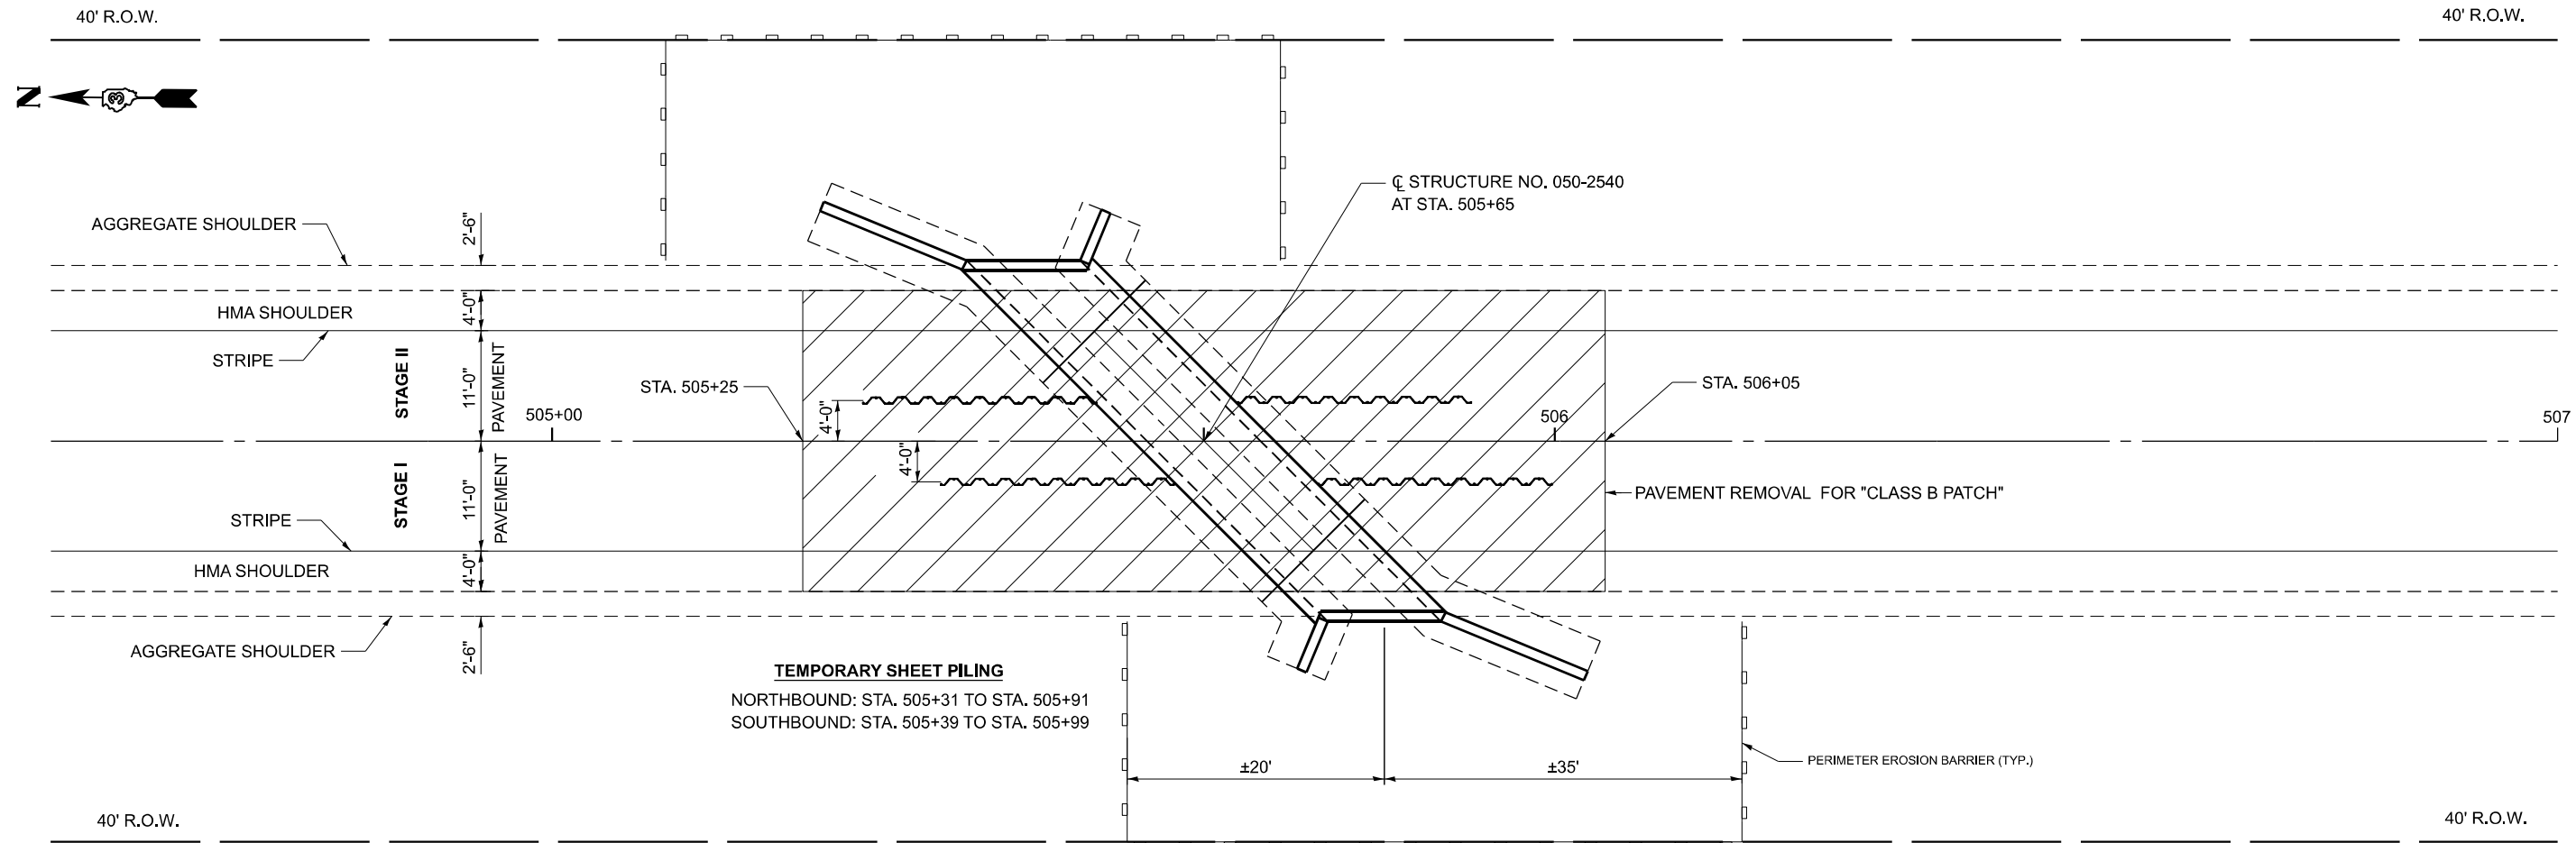 40' R.O.W.
40' R.O.W.
N
3
℄ STRUCTURE NO. 050-2540
AT STA. 505+65
AGGREGATE SHOULDER
2'-6"
HMA SHOULDER
4'-0"
STRIPE
STAGE II
11'-0"
PAVEMENT
STA. 505+25
505+00
4'-0"
4'-0"
STA. 506+05
506
507
STAGE I
11'-0"
PAVEMENT
PAVEMENT REMOVAL FOR "CLASS B PATCH"
STRIPE
HMA SHOULDER
4'-0"
AGGREGATE SHOULDER
2'-6"
TEMPORARY SHEET PILING
NORTHBOUND: STA. 505+31 TO STA. 505+91
SOUTHBOUND: STA. 505+39 TO STA. 505+99
±20'
±35'
PERIMETER EROSION BARRIER (TYP.)
40' R.O.W.
40' R.O.W.